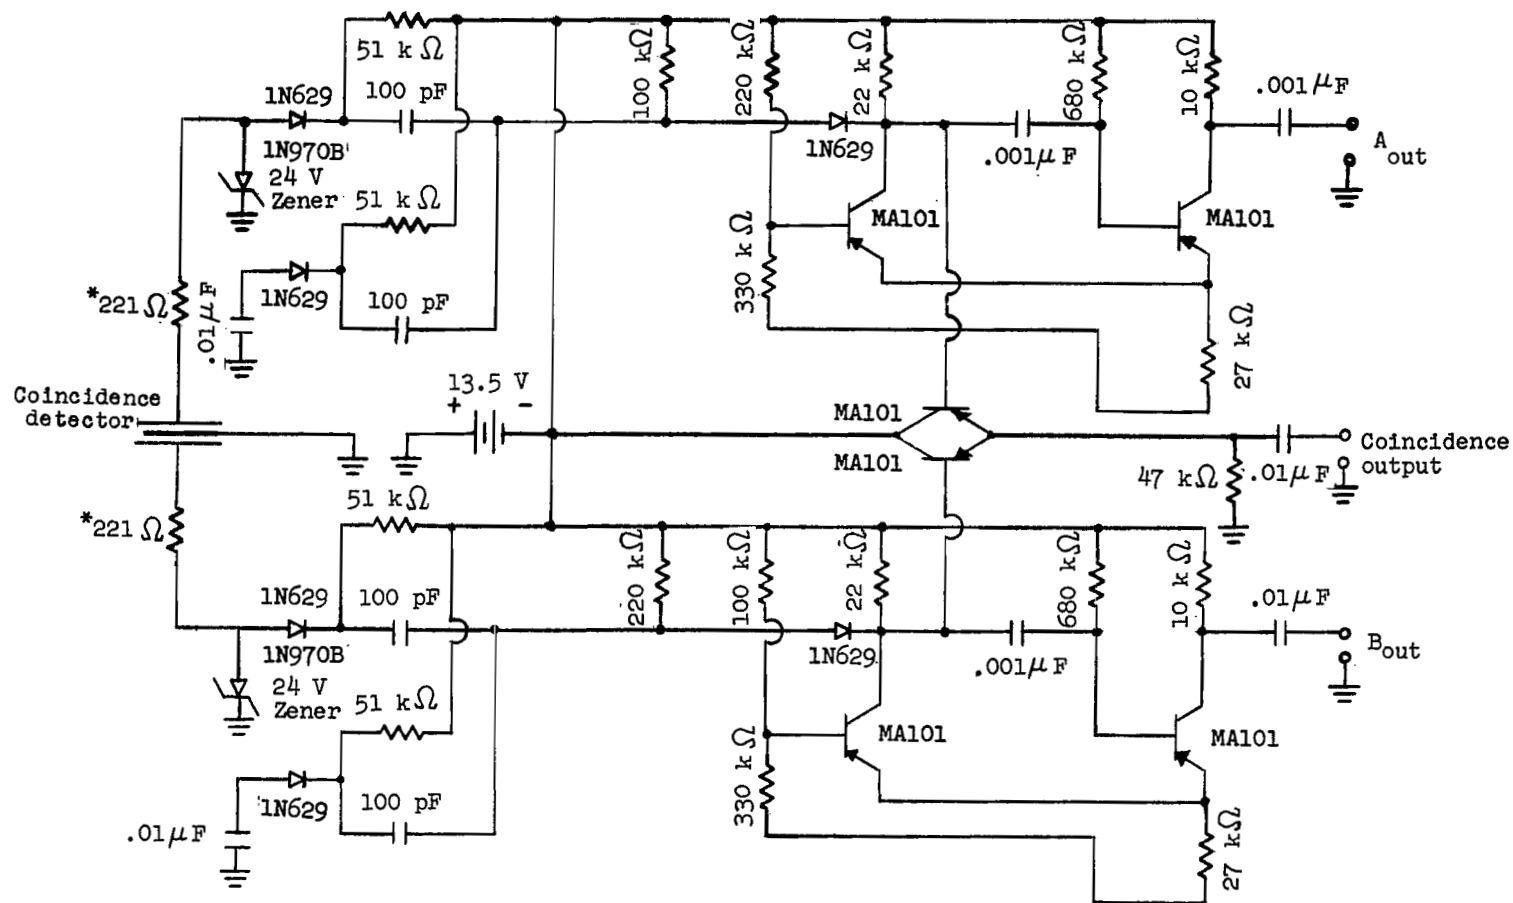 51 kΩ
100 kΩ
220 kΩ
22 kΩ
680 kΩ
10 kΩ
.001μF
1N629
100 pF
1N970B
24 V
Zener
51 kΩ
1N629
.001μF
A out
MA101
MA101
330 kΩ
*221Ω
.01μF
1N629
100 pF
27 kΩ
Coincidence
detector
13.5 V
+ -
MA101
MA101
Coincidence
output
47 kΩ
.01μF
51 kΩ
*221Ω
220 kΩ
100 kΩ
22 kΩ
680 kΩ
10 kΩ
.01μF
1N629
100 pF
1N970B
24 V
Zener
51 kΩ
1N629
.001μF
B out
MA101
MA101
330 kΩ
1N629
100 pF
.01μF
27 kΩ